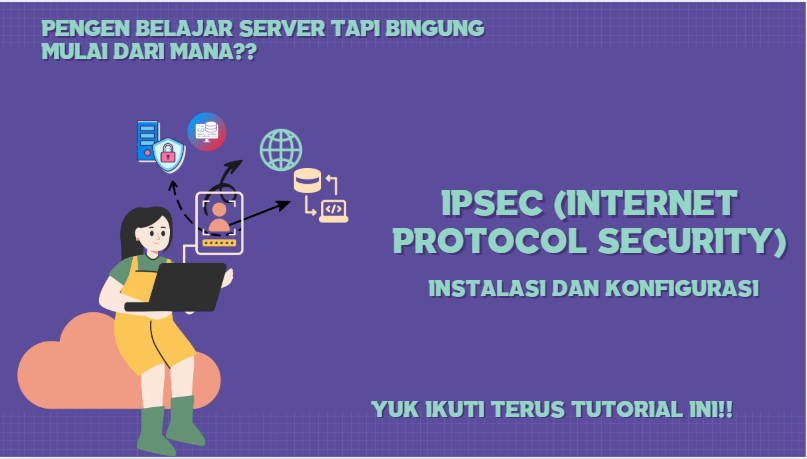 PENGEN BELAJAR SERVER TAPI BINGUNG
MULAI DARI MANA??
IPSEC (INTERNET
PROTOCOL SECURITY)
INSTALASI DAN KONFIGURASI
YUK IKUTI TERUS TUTORIAL INI!!